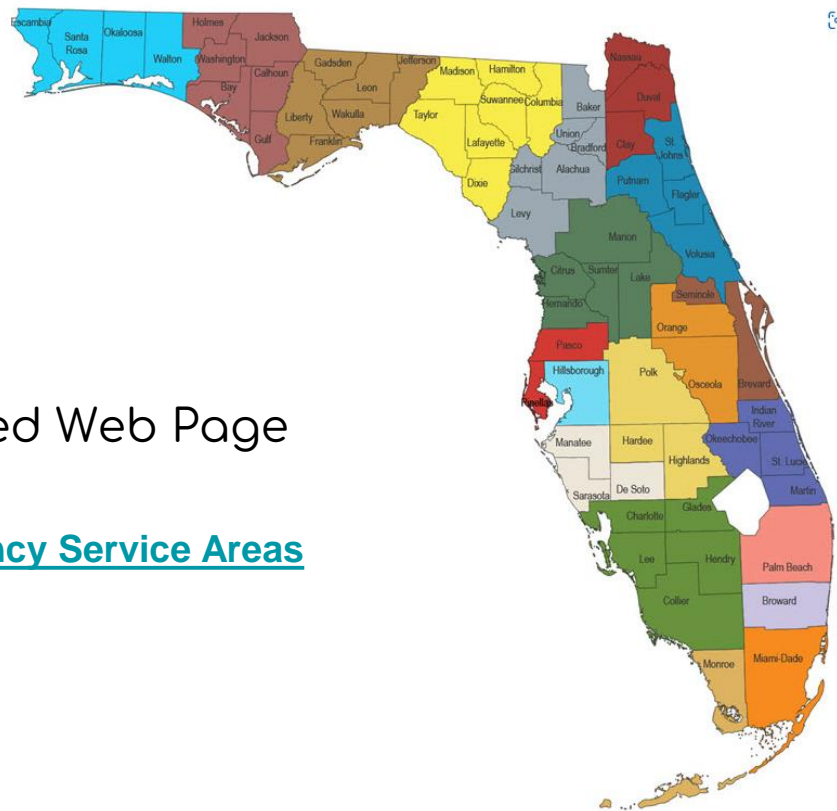 Escambia
Santa
Rosa
Okaloosa
Walton
Holmes
Jackson
Washington
Calhoun
Bay
Gulf
Gadsden
Jefferson
Leon
Liberty
Wakulla
Franklin
Madison
Hamilton
Suwannee
Columbia
Taylor
Lafayette
Dixie
Baker
Union
Bradford
Gilchrist
Alachua
Levy
Nassau
Duval
Clay
St.
Johns
Putnam
Flagler
Volusia
Marion
Citrus
Sumter
Lake
Hernando
Seminole
Orange
Osceola
Brevard
Pasco
Pinellas
Hillsborough
Polk
Indian
River
Okeechobee
St. Lucie
Martin
Manatee
Hardee
Highlands
Sarasota
De Soto
Charlotte
Glades
Lee
Hendry
Collier
Palm Beach
Broward
Monroe
Miami-Dade
ed Web Page
ncy Service Areas